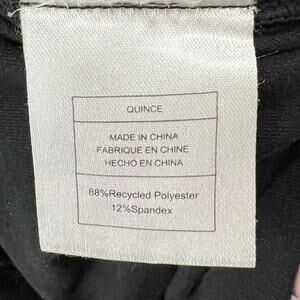 QUINCE
MADE IN CHINA
FABRIQUE EN CHINE
HECHO EN CHINA
88%Recycled Polyester
12%Spandex